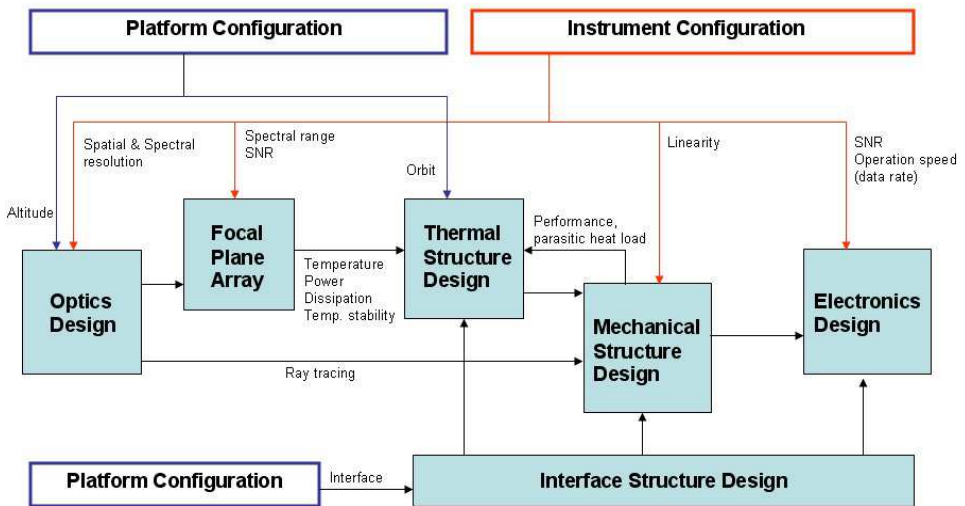 Platform Configuration
Instrument Configuration
Spatial & Spectral
resolution
Spectral range
SNR
Linearity
SNR
Operation speed
(data rate)
Orbit
Altitude
Focal
Plane
Array
Thermal
Structure
Design
Performance,
parasitic heat load
Temperature
Power
Dissipation
Temp. stability
Optics
Design
Mechanical
Structure
Design
Electronics
Design
Ray tracing
Platform Configuration
Interface
Interface Structure Design